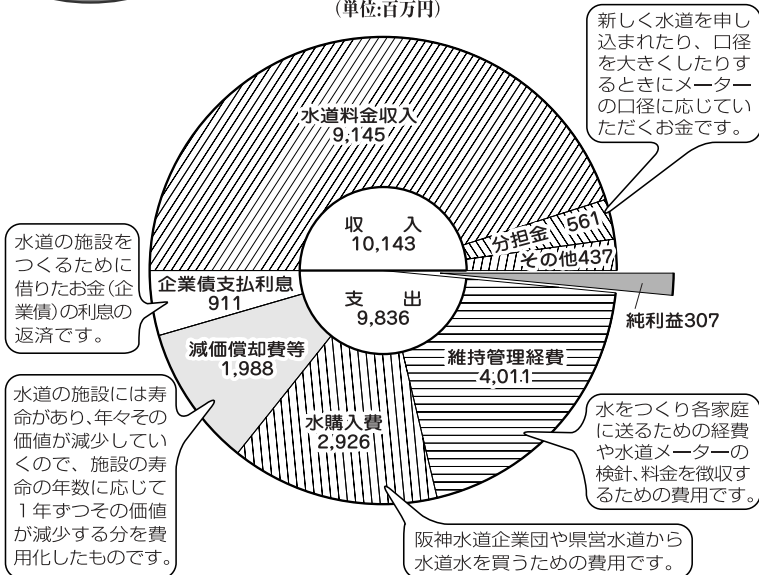 (単位:百万円)
新しく水道を申し
込まれたり、口径
を大きくしたりす
るときにメーター
の口径に応じてい
ただくお金です。
水道料金収入
9,145
収 入
10,143
分担金 561
その他437
水道の施設を
つくるために
借りたお金(企
業債)の利息の
返済です。
企業債支払利息
911
支 出
9,836
純利益307
減価償却費等
1,988
維持管理経費
4,011
水購入費
2,926
水道の施設には寿
命があり、年々その
価値が減少してい
くので、施設の寿
命の年数に応じて
1年ずつその価値
が減少する分を費
用化したものです。
水をつくり各家庭
に送るための経費
や水道メーターの
検針、料金を徴収す
るための費用です。
阪神水道企業団や県営水道から
水道水を買うための費用です。